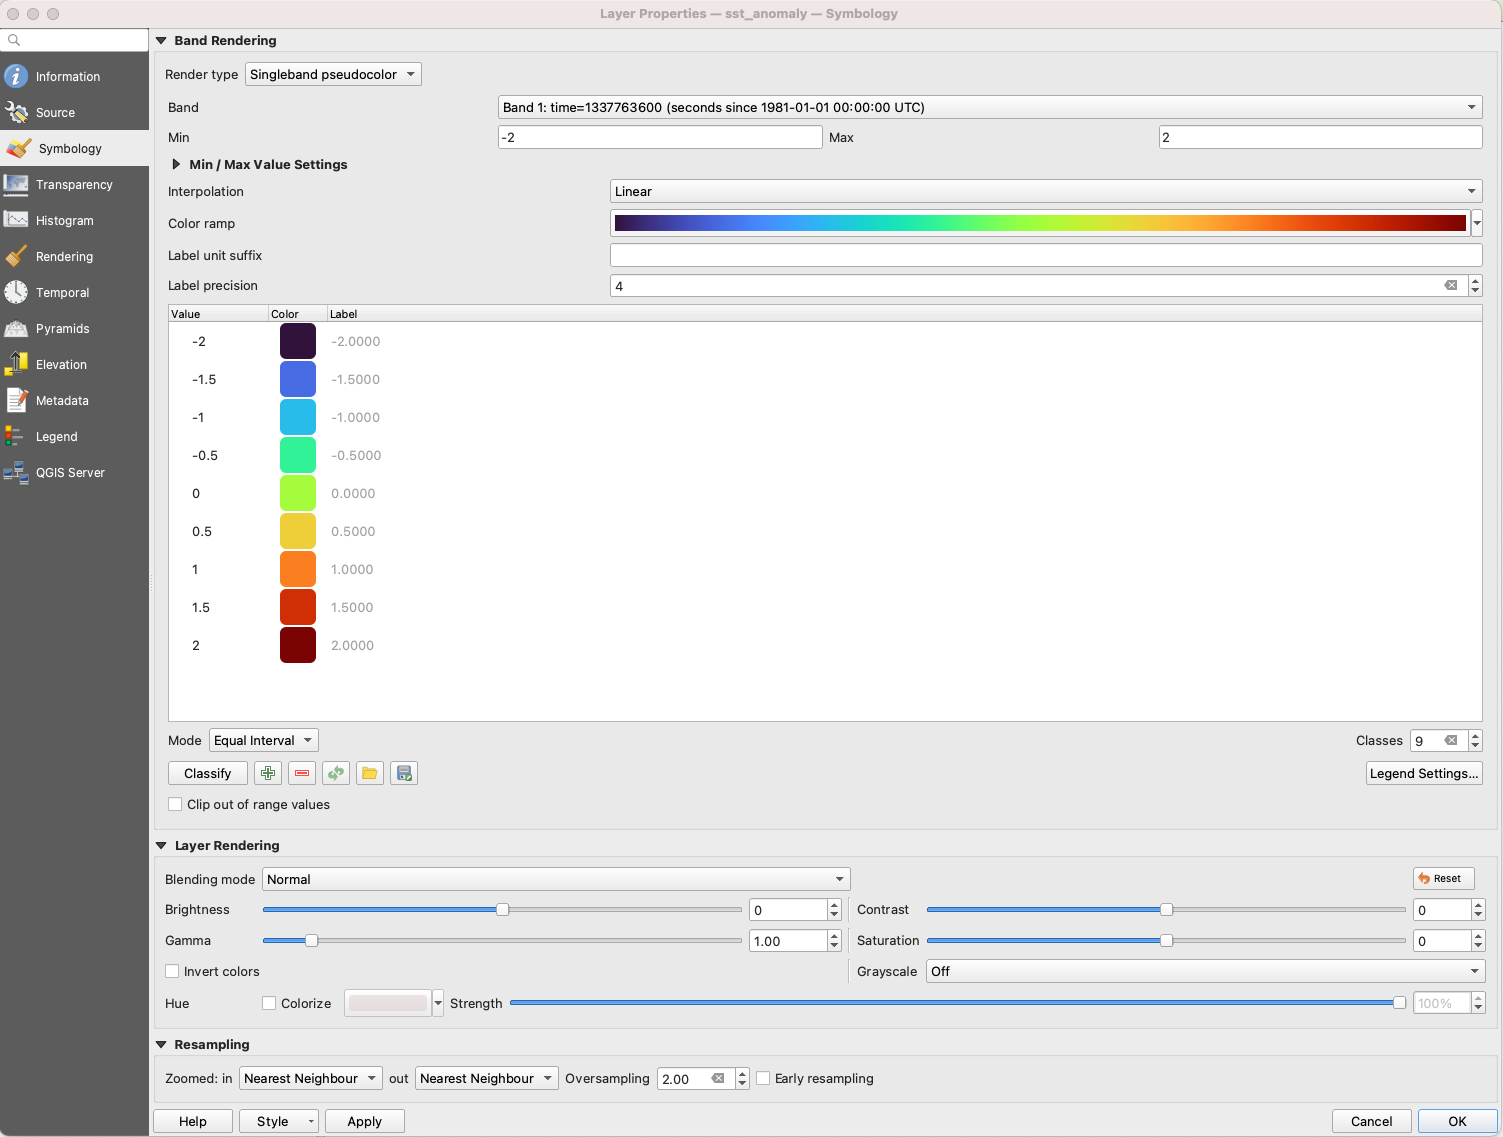 Layer Properties — sst_anomaly — Symbology
Information
Source
Symbology
Transparency
Histogram
Rendering
Temporal
Pyramids
Elevation
Metadata
Legend
QGIS Server
Band Rendering
Render type Singleband pseudocolor
Band Band 1: time=1337763600 (seconds since 1981-01-01 00:00:00 UTC)
Min -2 Max 2
Min / Max Value Settings
Interpolation Linear
Color ramp
Label unit suffix
Label precision 4
Value Color Label
-2 -2.0000
-1.5 -1.5000
-1 -1.0000
-0.5 -0.5000
0 0.0000
0.5 0.5000
1 1.0000
1.5 1.5000
2 2.0000
Mode Equal Interval Classes 9
Classify Legend Settings...
Clip out of range values
Layer Rendering
Blending mode Normal Reset
Brightness 0 Contrast 0
Gamma 1.00 Saturation 0
Invert colors Grayscale Off
Hue Colorize Strength 100%
Resampling
Zoomed: in Nearest Neighbour out Nearest Neighbour Oversampling 2.00 Early resampling
Help Style Apply Cancel OK